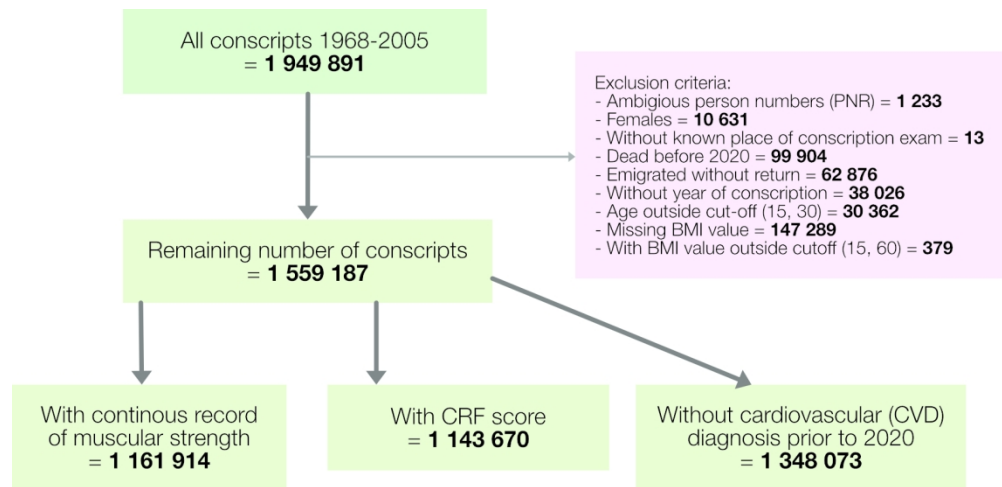 All conscripts 1968-2005
= 1 949 891
Exclusion criteria:
- Ambigious person numbers (PNR) = 1 233
- Females = 10 631
- Without known place of conscription exam = 13
- Dead before 2020 = 99 904
- Emigrated without return = 62 876
- Without year of conscription = 38 026
- Age outside cut-off (15, 30) = 30 362
- Missing BMI value = 147 289
- With BMI value outside cutoff (15, 60) = 379
Remaining number of conscripts
= 1 559 187
With continous record
of muscular strength
= 1 161 914
With CRF score
= 1 143 670
Without cardiovascular (CVD)
diagnosis prior to 2020
= 1 348 073